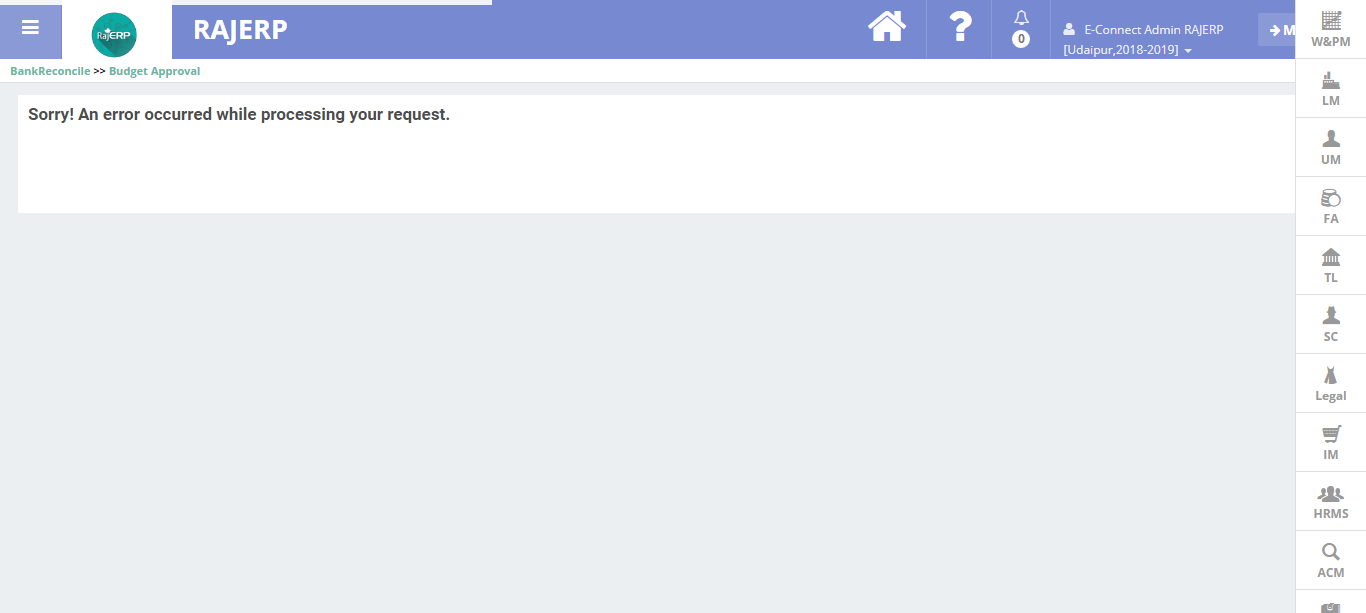 RajERP
RAJERP
0
E-Connect Admin RAJERP
[Udaipur,2018-2019]
M
BankReconcile >> Budget Approval
Sorry! An error occurred while processing your request.
W&PM
LM
UM
FA
TL
SC
Legal
IM
HRMS
ACM